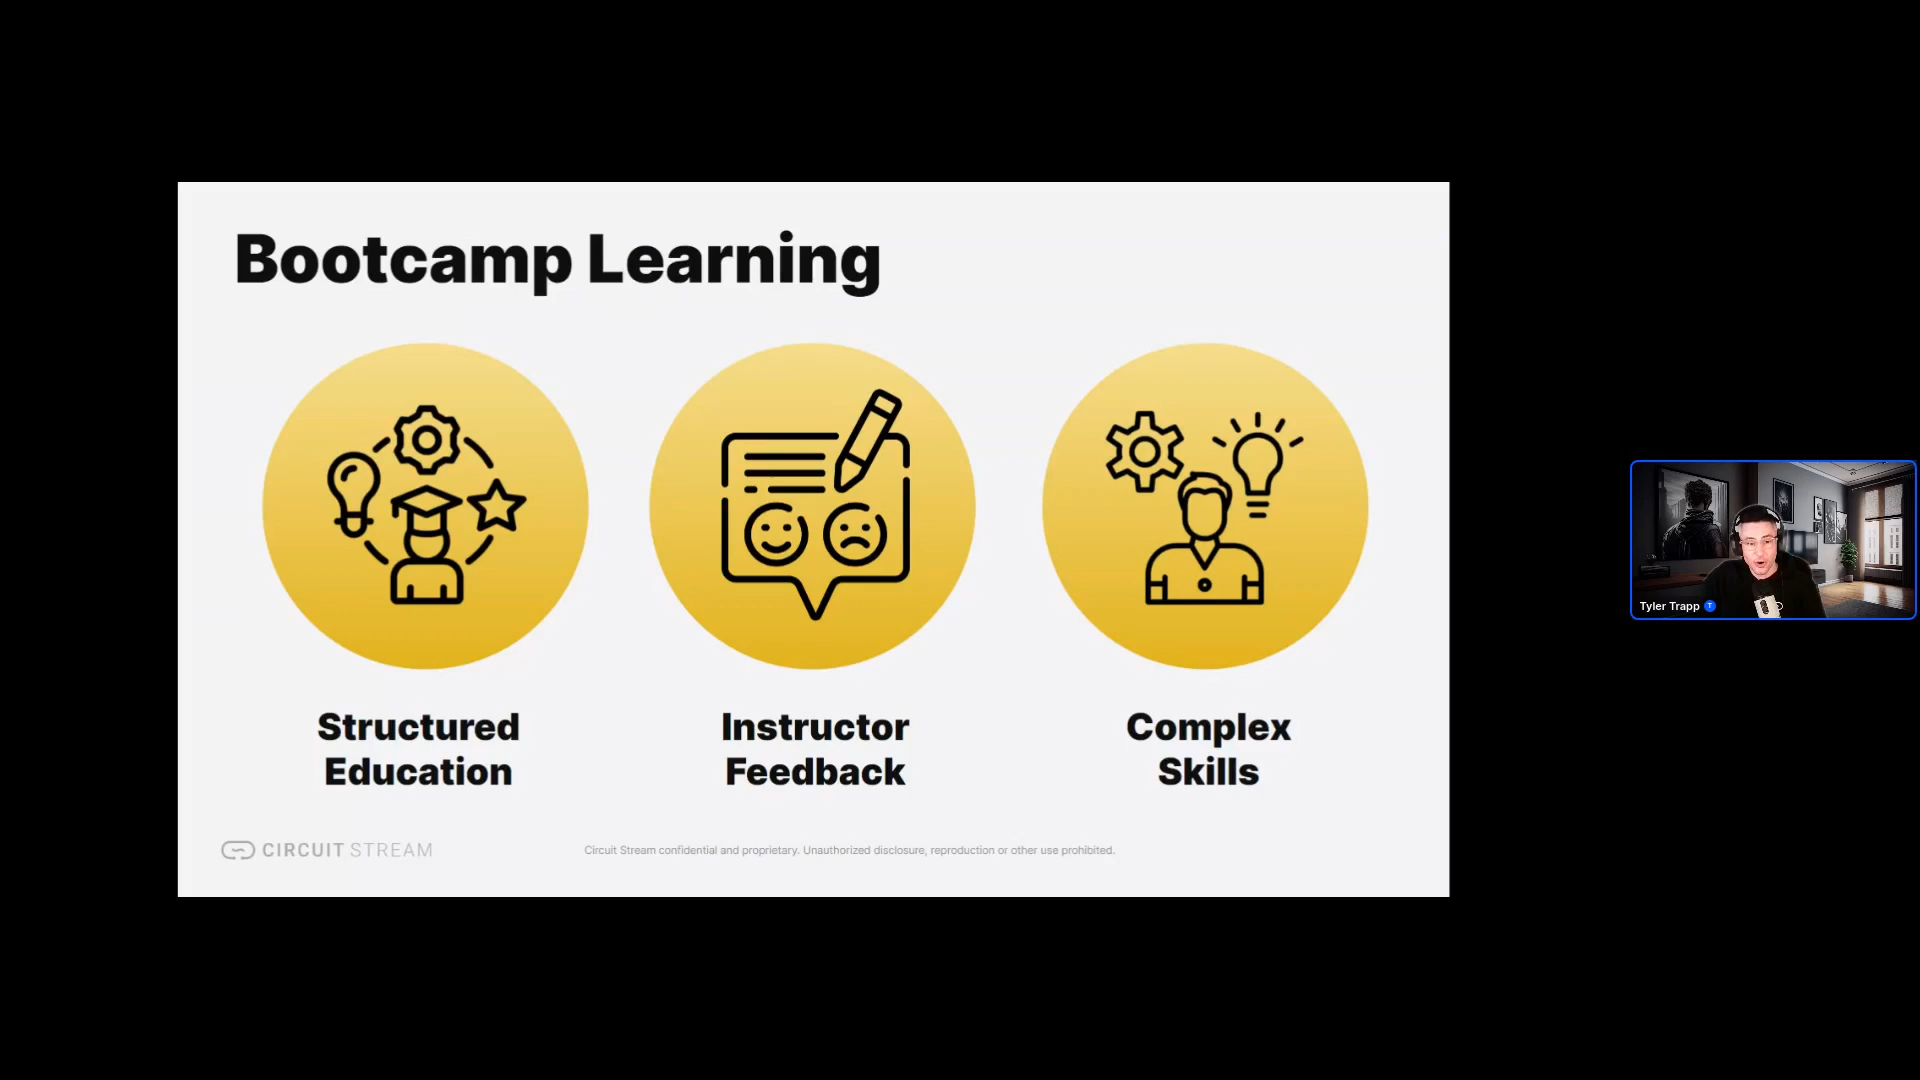 Bootcamp Learning
Structured
Education
Instructor
Feedback
Complex
Skills
CIRCUIT STREAM
Circuit Stream confidential and proprietary. Unauthorized disclosure, reproduction or other use prohibited.
Tyler Trapp T